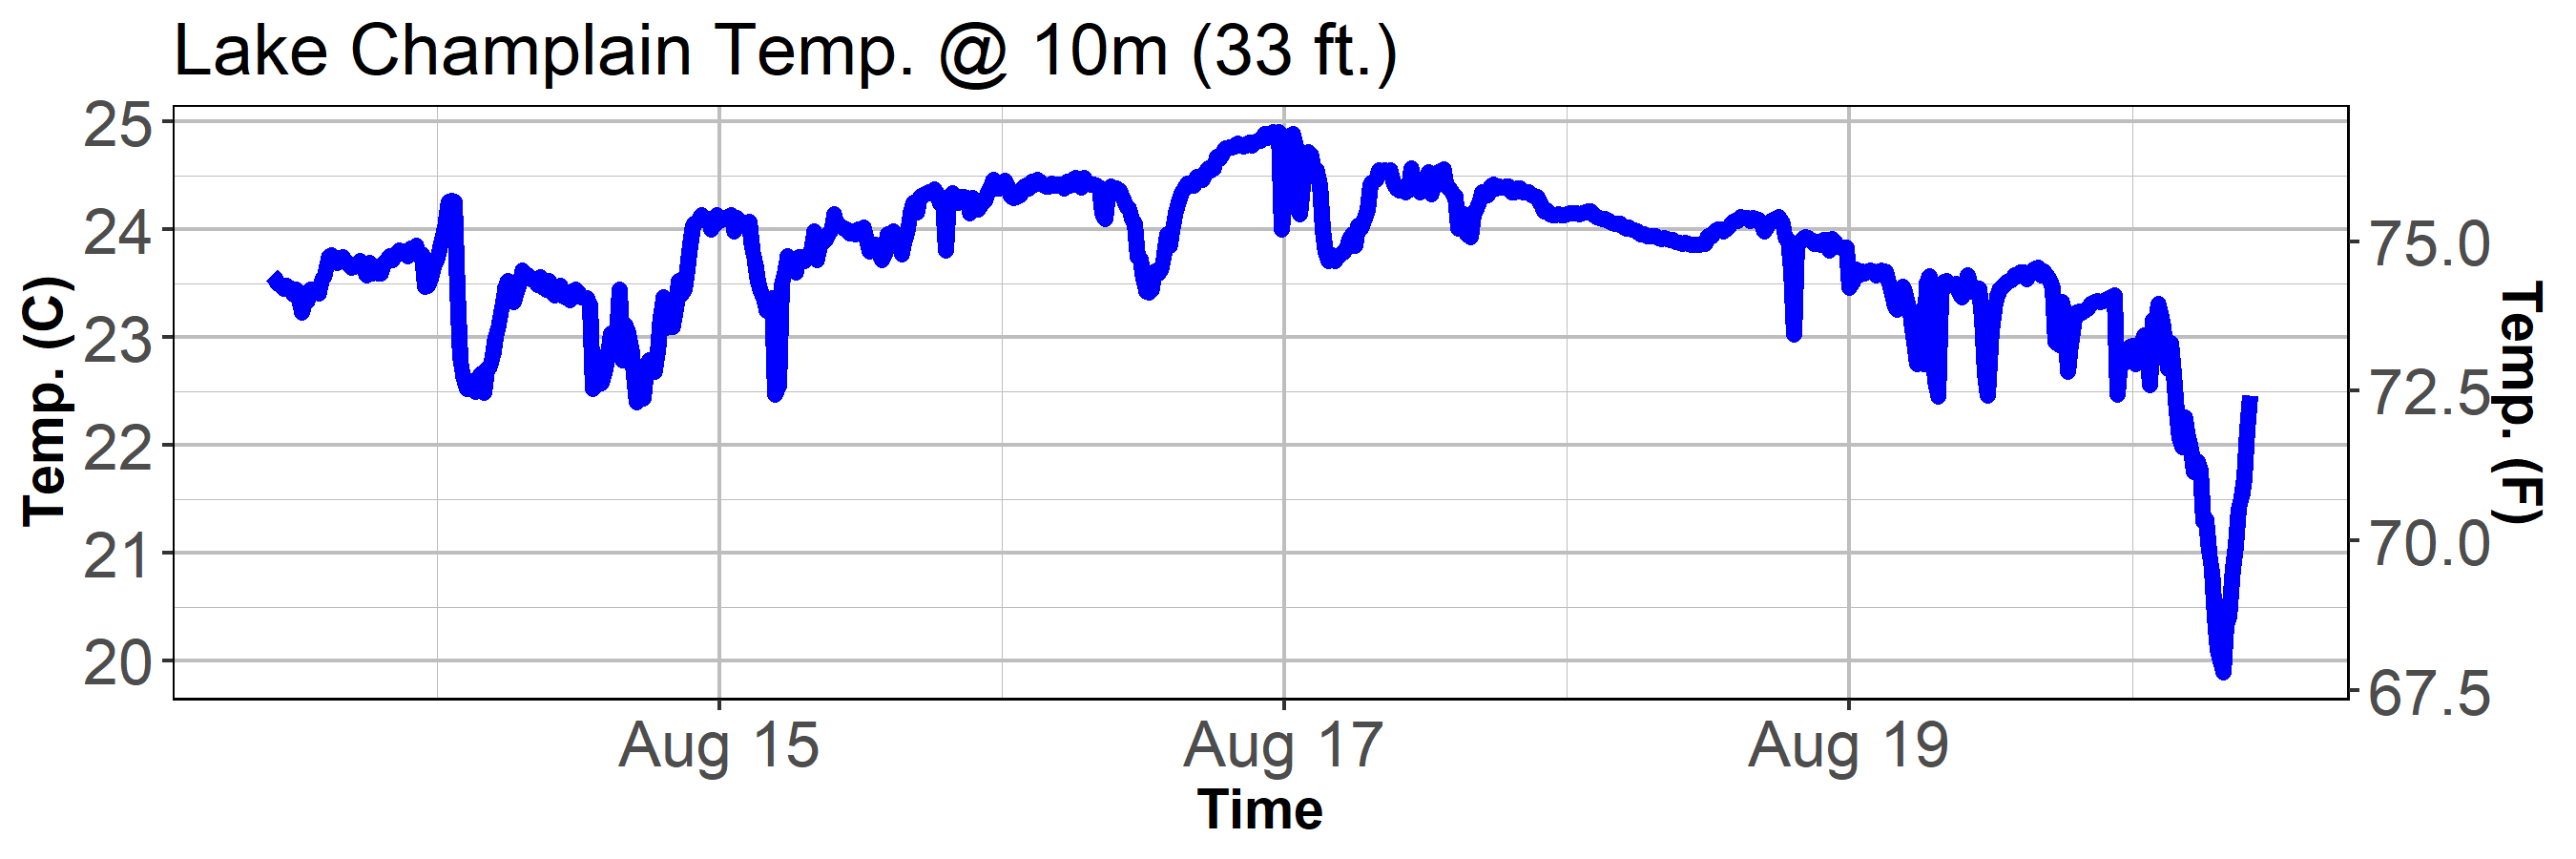 Lake Champlain Temp. @ 10m (33 ft.)
25
24
23
22
21
20
Temp. (C)
75.0
72.5
70.0
67.5
Temp. (F)
Aug 15 Aug 17 Aug 19
Time